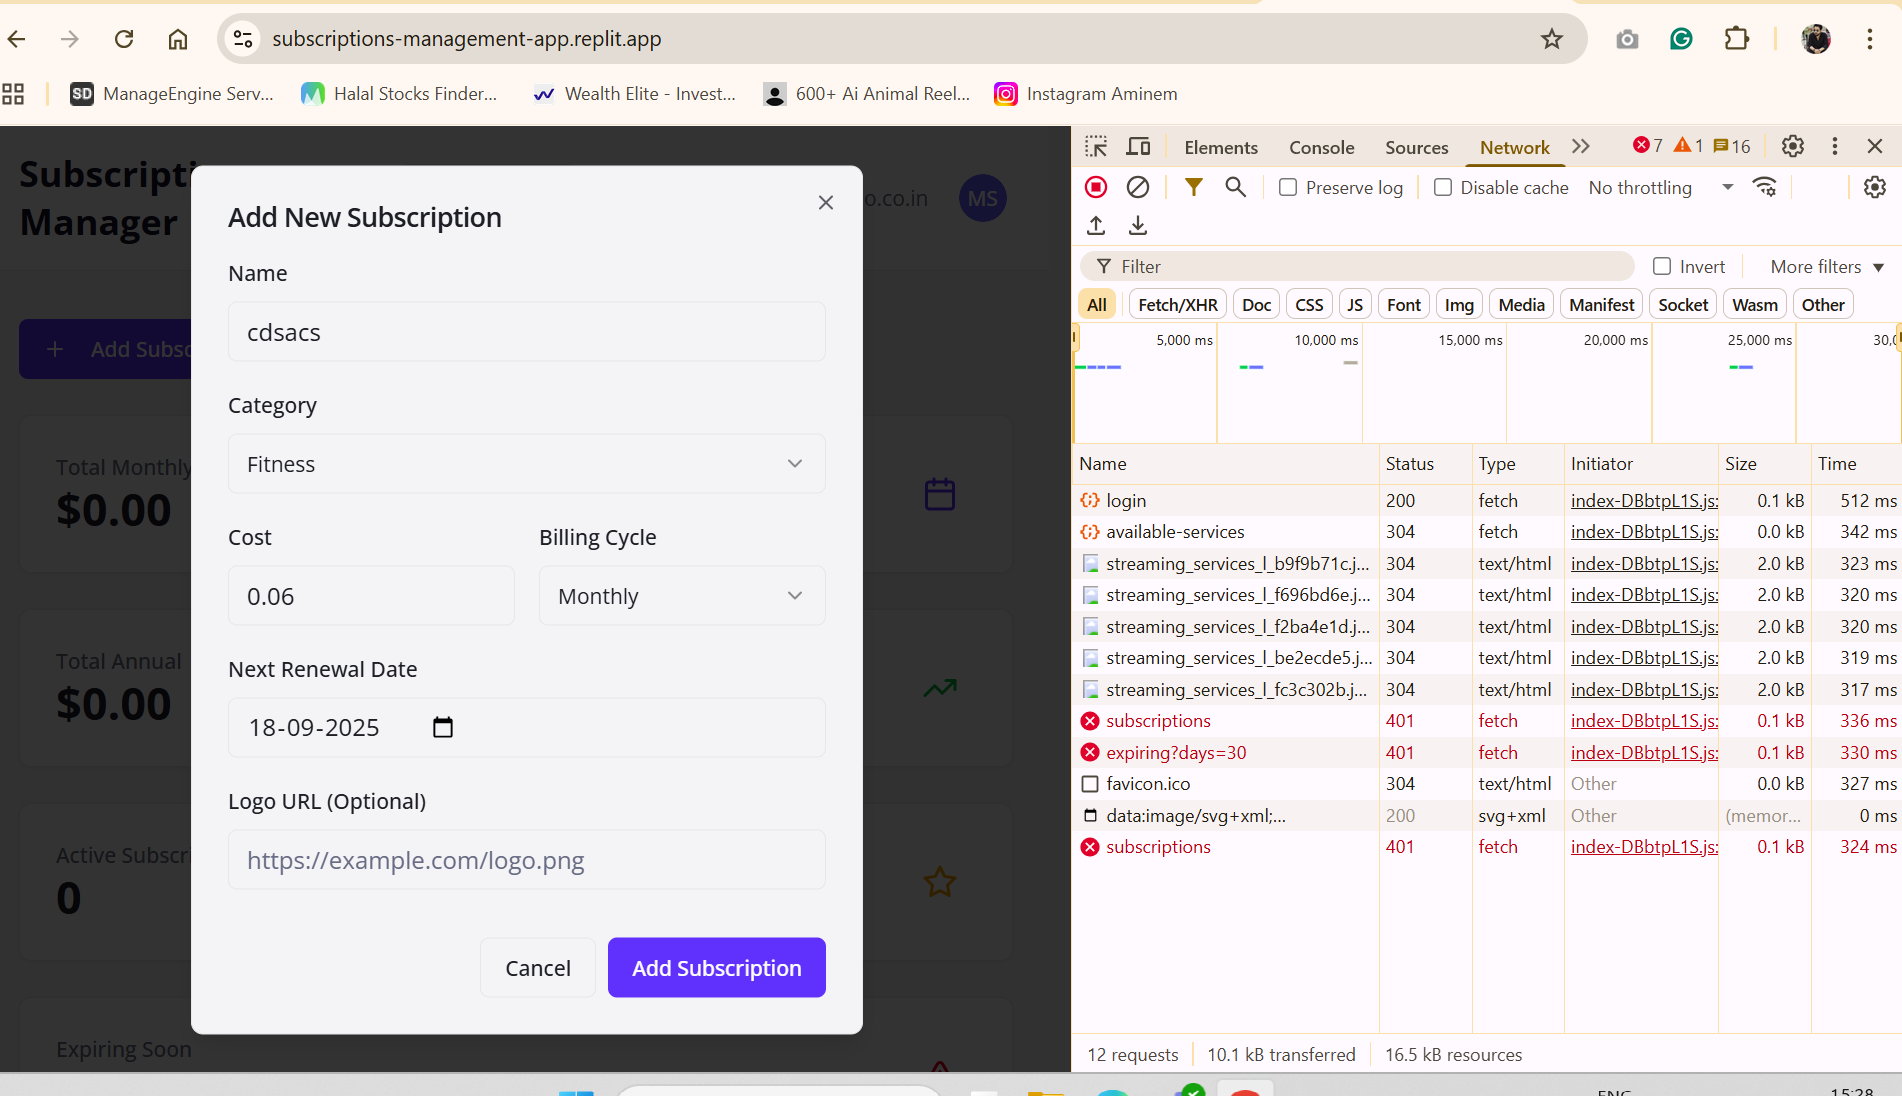 subscriptions-management-app.replit.app
SD ManageEngine Serv...
Halal Stocks Finder...
Wealth Elite - Invest...
600+ Ai Animal Reel...
Instagram Aminem
Subscripti
Manager
o.co.in
MS
+ Add Subsc
Total Monthly
$0.00
Total Annual
$0.00
Active Subscri
0
Expiring Soon
Add New Subscription
Name
cdsacs
Category
Fitness
Cost
Billing Cycle
0.06
Monthly
Next Renewal Date
18-09-2025
Logo URL (Optional)
https://example.com/logo.png
Cancel
Add Subscription
Elements Console Sources Network 7 1 16
Preserve log Disable cache No throttling
Filter Invert More filters
All Fetch/XHR Doc CSS JS Font Img Media Manifest Socket Wasm Other
5,000 ms 10,000 ms 15,000 ms 20,000 ms 25,000 ms 30,0
Name Status Type Initiator Size Time
login 200 fetch index-DBbtpL1S.js: 0.1 kB 512 ms
available-services 304 fetch index-DBbtpL1S.js: 0.0 kB 342 ms
streaming_services_l_b9f9b71c.j... 304 text/html index-DBbtpL1S.js: 2.0 kB 323 ms
streaming_services_l_f696bd6e.j... 304 text/html index-DBbtpL1S.js: 2.0 kB 320 ms
streaming_services_l_f2ba4e1d.j... 304 text/html index-DBbtpL1S.js: 2.0 kB 320 ms
streaming_services_l_be2ecde5.j... 304 text/html index-DBbtpL1S.js: 2.0 kB 319 ms
streaming_services_l_fc3c302b.j... 304 text/html index-DBbtpL1S.js: 2.0 kB 317 ms
subscriptions 401 fetch index-DBbtpL1S.js: 0.1 kB 336 ms
expiring?days=30 401 fetch index-DBbtpL1S.js: 0.1 kB 330 ms
favicon.ico 304 text/html Other 0.0 kB 327 ms
data:image/svg+xml;... 200 svg+xml Other (memor... 0 ms
subscriptions 401 fetch index-DBbtpL1S.js: 0.1 kB 324 ms
12 requests 10.1 kB transferred 16.5 kB resources
ENG 15:28